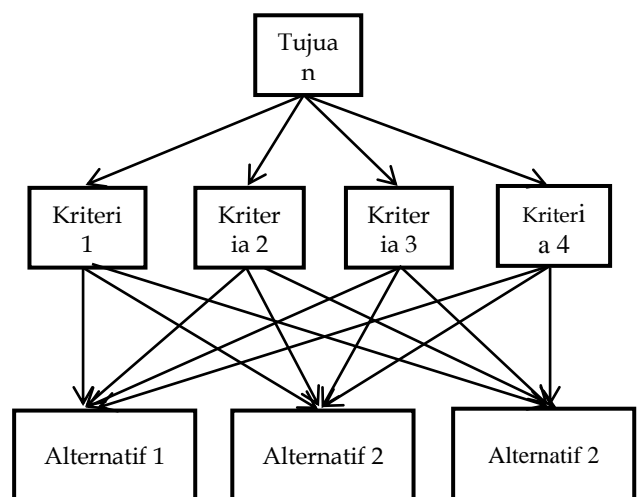 Tujua
n
Kriteri
1
Kriter
ia 2
Kriter
ia 3
Kriteri
a 4
Alternatif 1
Alternatif 2
Alternatif 2